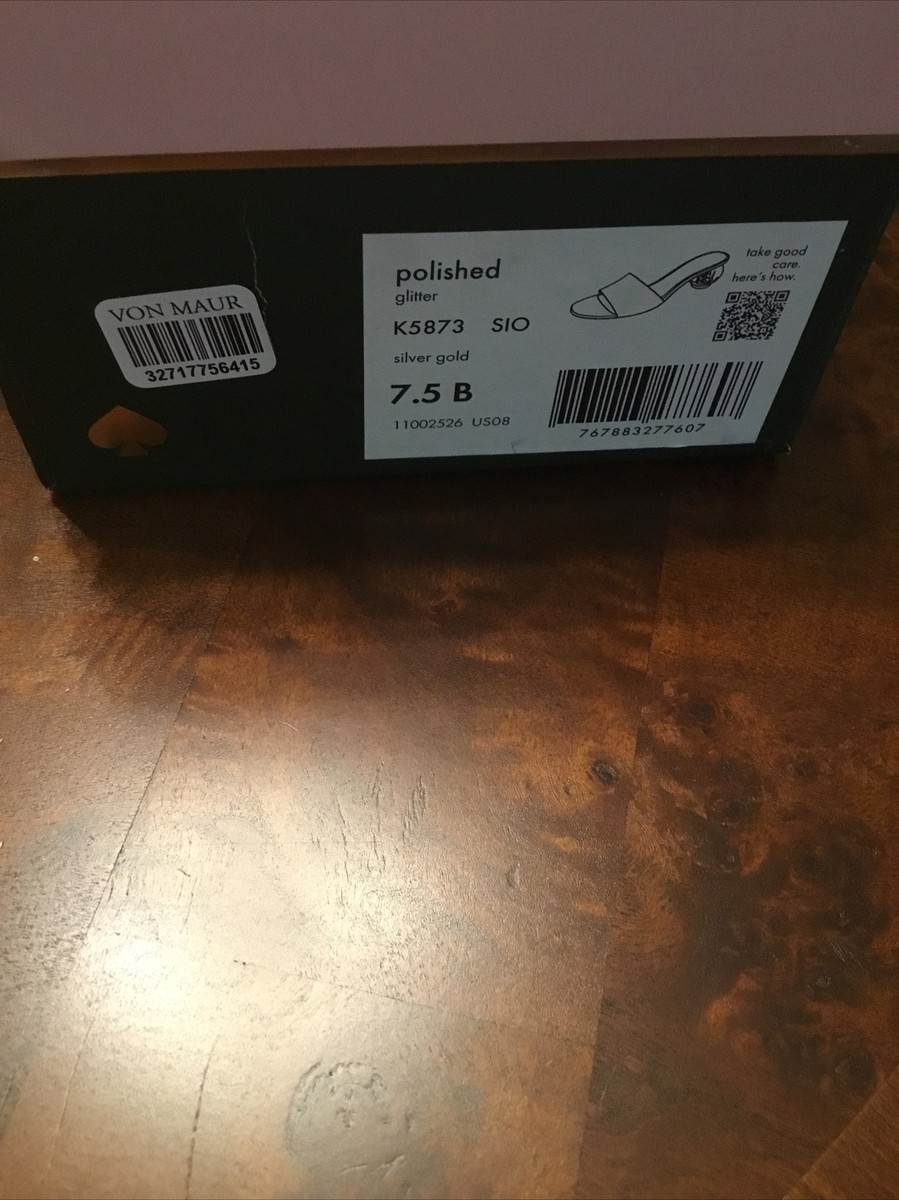 VON MAUR
32717756415
polished
glitter
K5873 SIO
silver gold
7.5 B
11002526 US08
take good
care.
here's how.
767883277607